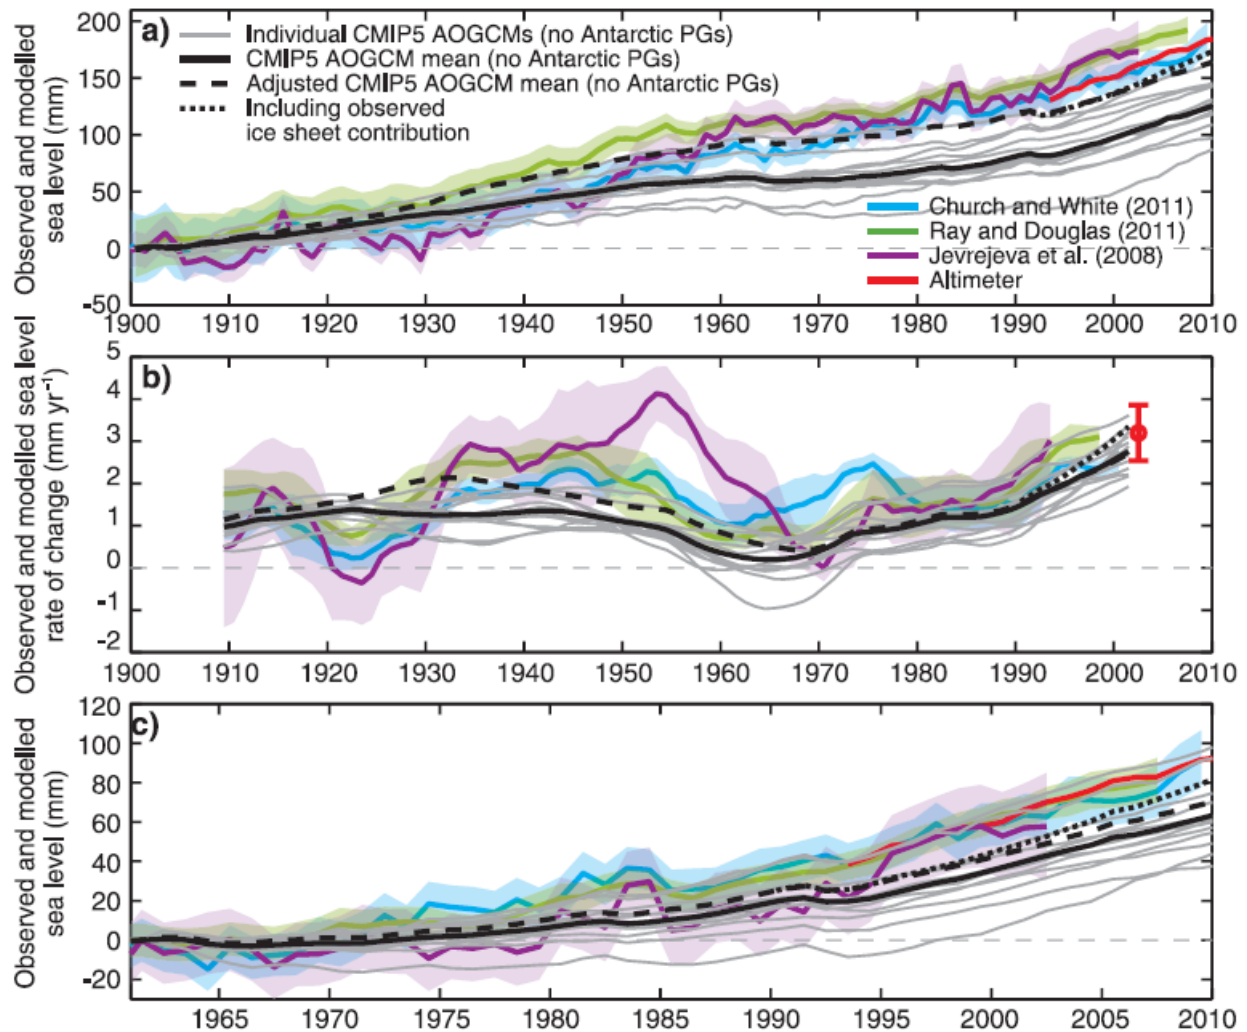 a)
Individual CMIP5 AOGCMs (no Antarctic PGs)
CMIP5 AOGCM mean (no Antarctic PGs)
Adjusted CMIP5 AOGCM mean (no Antarctic PGs)
Including observed
ice sheet contribution
Church and White (2011)
Ray and Douglas (2011)
Jevrejeva et al. (2008)
Altimeter
Observed and modelled
sea level (mm)
200
150
100
50
0
-50
1900 1910 1920 1930 1940 1950 1960 1970 1980 1990 2000 2010
b)
Observed and modelled sea level
rate of change (mm yr⁻¹)
5
4
3
2
1
0
-1
-2
1900 1910 1920 1930 1940 1950 1960 1970 1980 1990 2000 2010
c)
Observed and modelled
sea level (mm)
120
100
80
60
40
20
0
-20
1965 1970 1975 1980 1985 1990 1995 2000 2005 2010